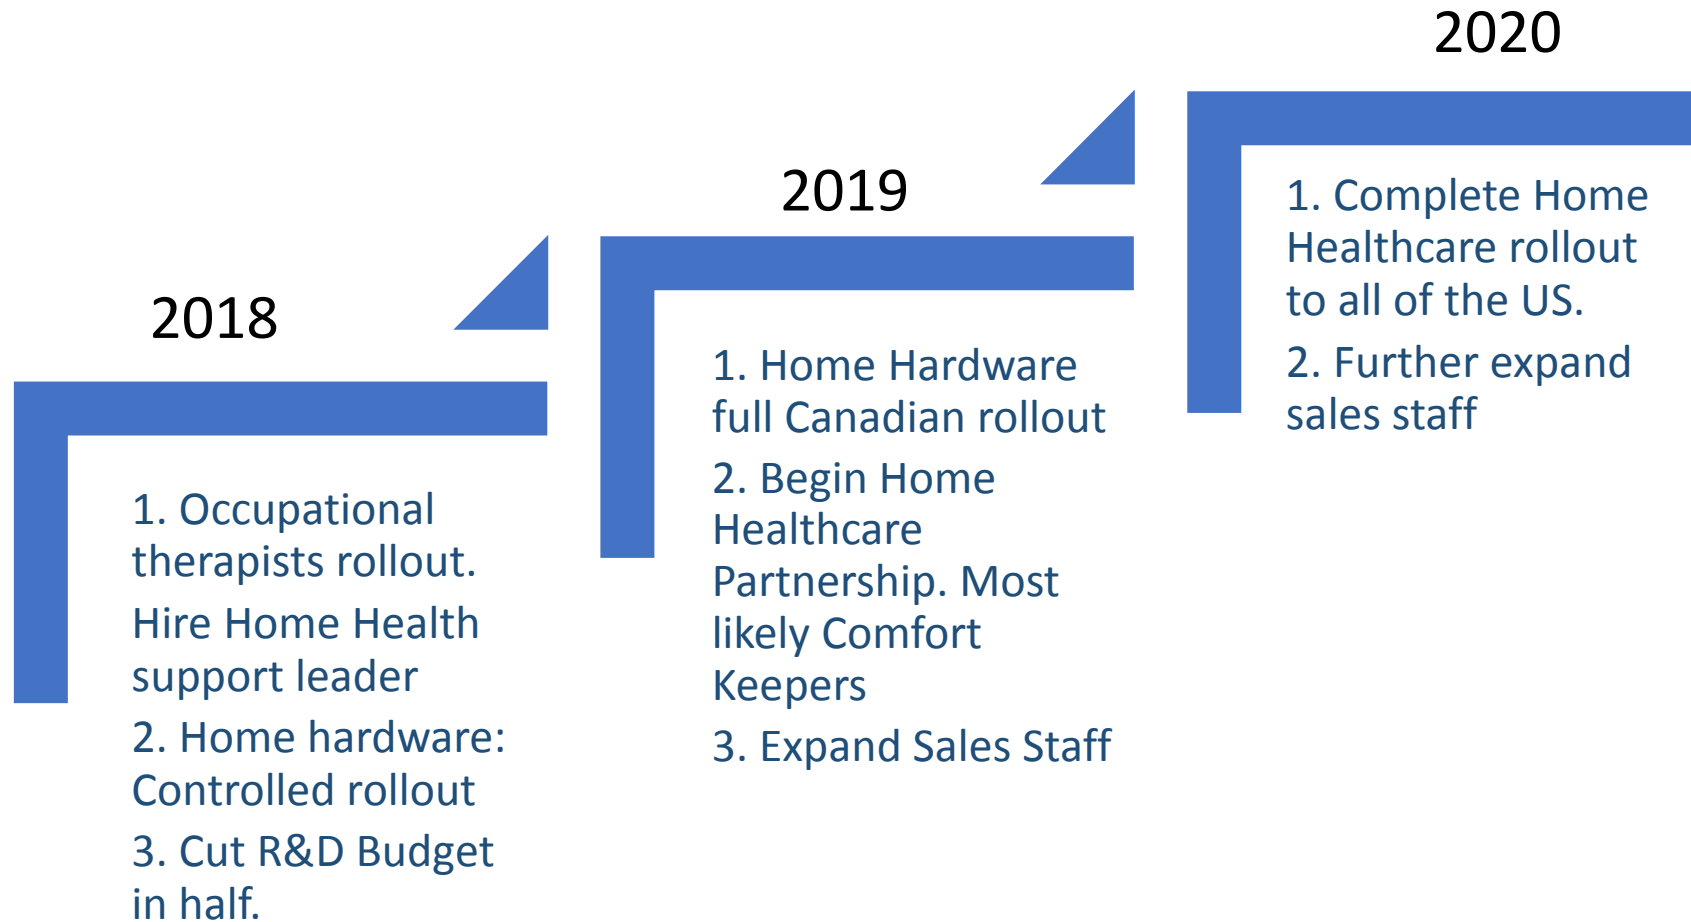 2018
1. Occupational
therapists rollout.
Hire Home Health
support leader
2. Home hardware:
Controlled rollout
3. Cut R&D Budget
in half.
2019
1. Home Hardware
full Canadian rollout
2. Begin Home
Healthcare
Partnership. Most
likely Comfort
Keepers
3. Expand Sales Staff
2020
1. Complete Home
Healthcare rollout
to all of the US.
2. Further expand
sales staff